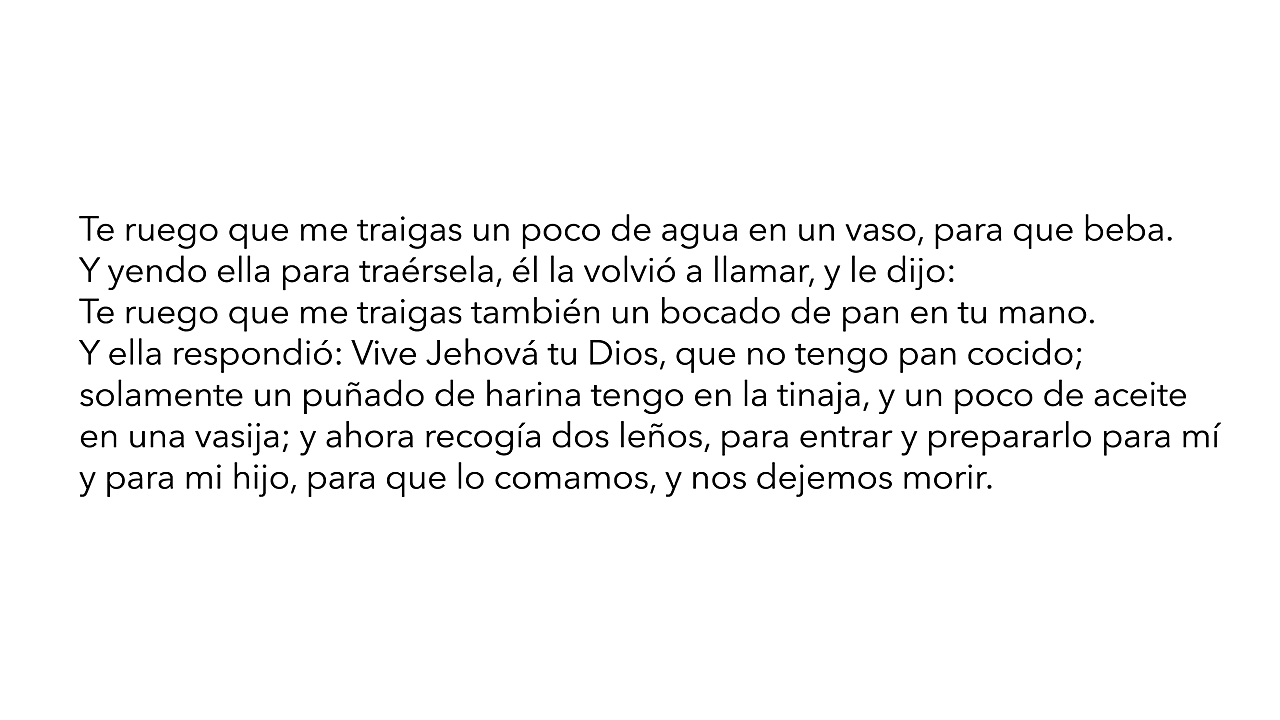 Te ruego que me traigas un poco de agua en un vaso, para que beba.
Y yendo ella para traérsela, él la volvió a llamar, y le dijo:
Te ruego que me traigas también un bocado de pan en tu mano.
Y ella respondió: Vive Jehová tu Dios, que no tengo pan cocido;
solamente un puñado de harina tengo en la tinaja, y un poco de aceite
en una vasija; y ahora recogía dos leños, para entrar y prepararlo para mí
y para mi hijo, para que lo comamos, y nos dejemos morir.